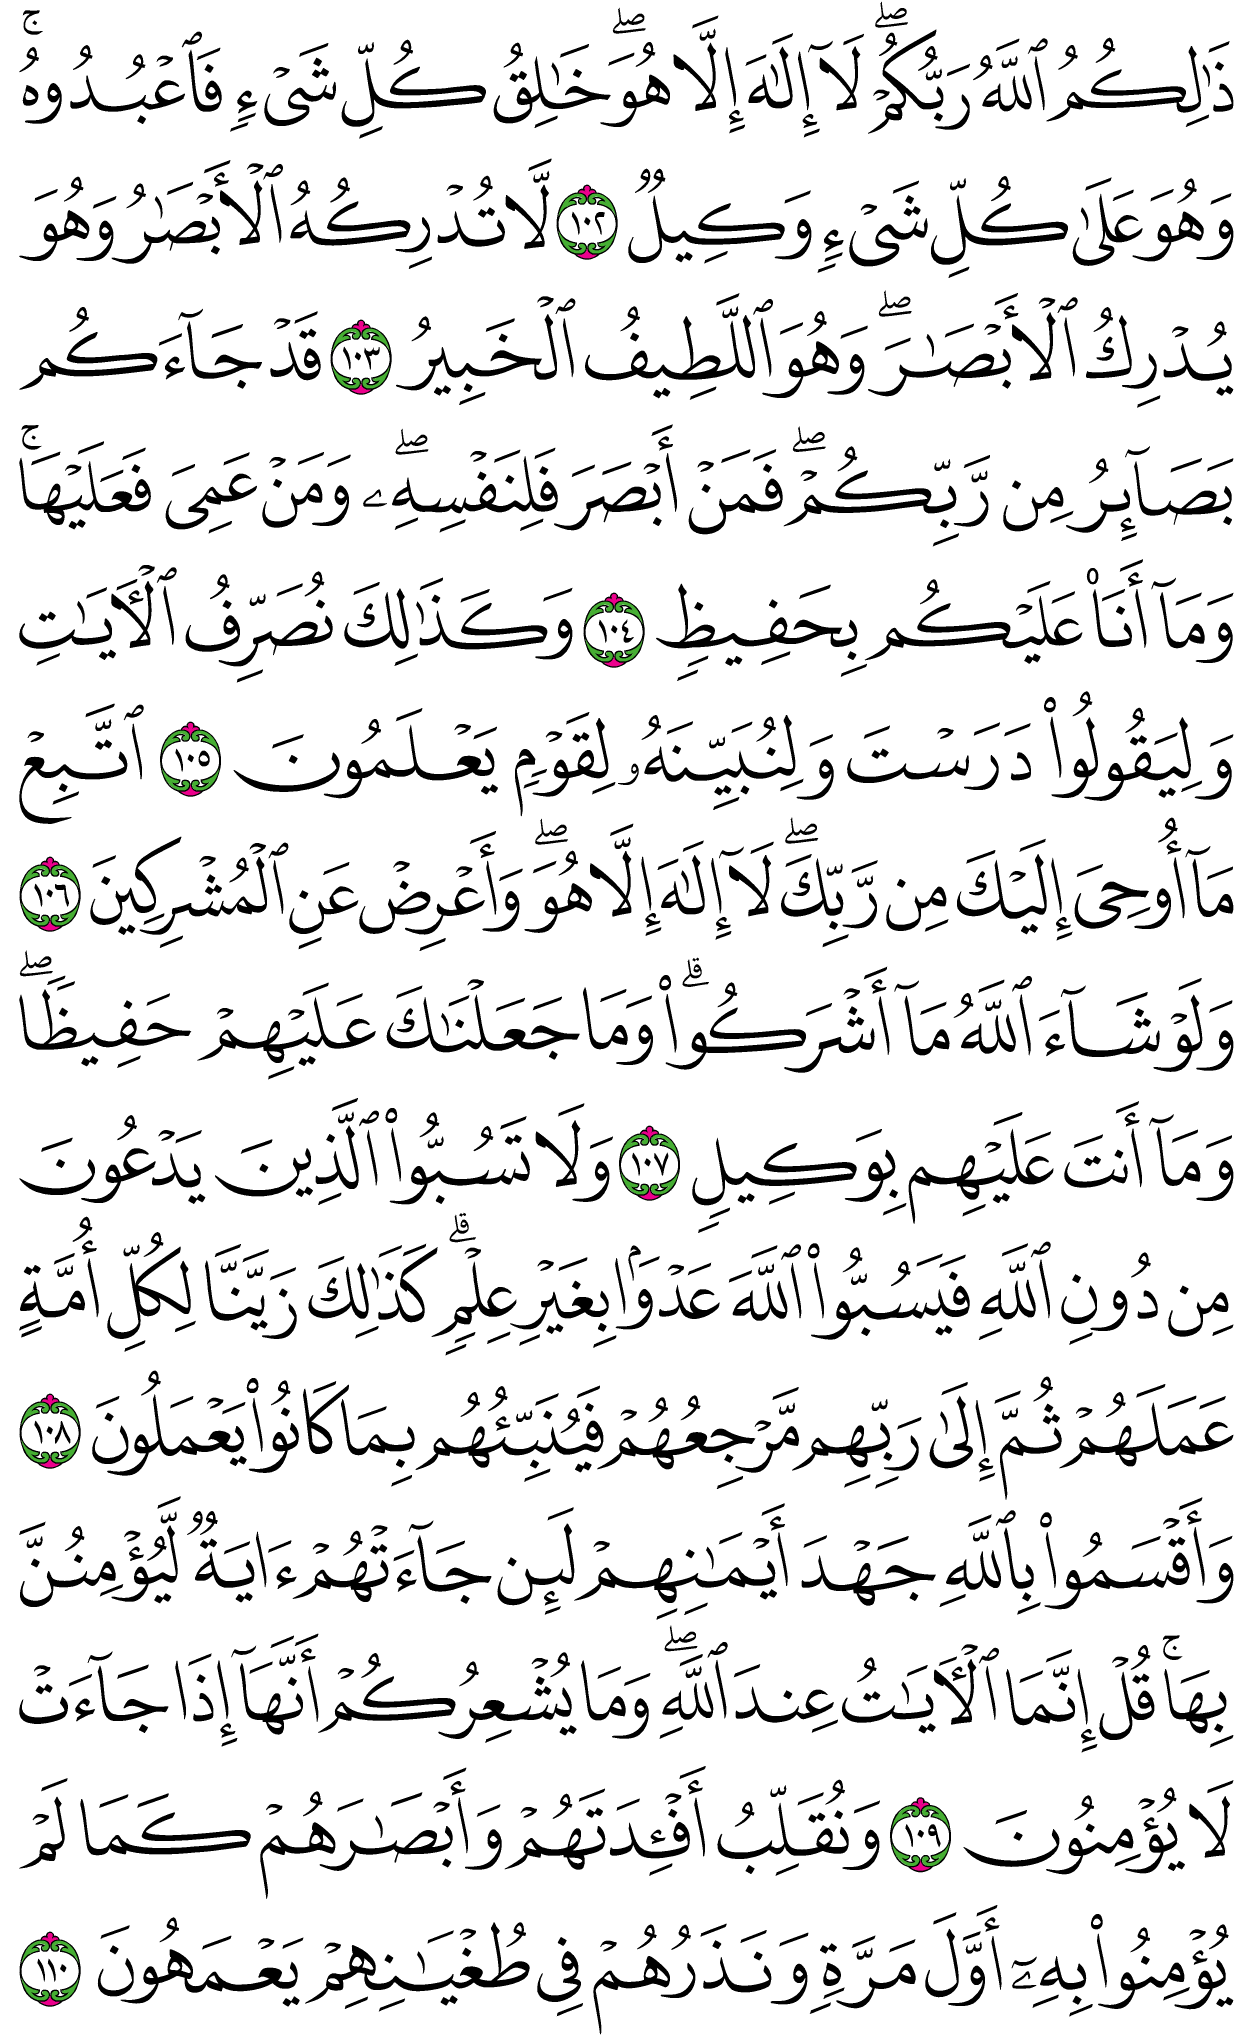 ذَٰلِكُمُ ٱللَّهُ رَبُّكُمْۖ لَآ إِلَٰهَ إِلَّا هُوَۖ خَٰلِقُ كُلِّ شَىْءٍ فَٱعْبُدُوهُۚ
وَهُوَ عَلَىٰ كُلِّ شَىْءٍ وَكِيلٌ ١٠٢ لَّا تُدْرِكُهُ ٱلْأَبْصَٰرُ وَهُوَ
يُدْرِكُ ٱلْأَبْصَٰرَۖ وَهُوَ ٱللَّطِيفُ ٱلْخَبِيرُ ١٠٣ قَدْ جَآءَكُم
بَصَآئِرُ مِن رَّبِّكُمْۖ فَمَنْ أَبْصَرَ فَلِنَفْسِهِۦۖ وَمَنْ عَمِىَ فَعَلَيْهَاۚ
وَمَآ أَنَا۠ عَلَيْكُم بِحَفِيظٍ ١٠٤ وَكَذَٰلِكَ نُصَرِّفُ ٱلْأَيَٰتِ
وَلِيَقُولُوا۟ دَرَسْتَ وَلِنُبَيِّنَهُۥ لِقَوْمٍ يَعْلَمُونَ ١٠٥ ٱتَّبِعْ
مَآ أُوحِىَ إِلَيْكَ مِن رَّبِّكَۖ لَآ إِلَٰهَ إِلَّا هُوَۖ وَأَعْرِضْ عَنِ ٱلْمُشْرِكِينَ ١٠٦
وَلَوْ شَآءَ ٱللَّهُ مَآ أَشْرَكُوا۟ۗ وَمَا جَعَلْنَٰكَ عَلَيْهِمْ حَفِيظًاۖ
وَمَآ أَنتَ عَلَيْهِم بِوَكِيلٍ ١٠٧ وَلَا تَسُبُّوا۟ ٱلَّذِينَ يَدْعُونَ
مِن دُونِ ٱللَّهِ فَيَسُبُّوا۟ ٱللَّهَ عَدْوًۢا بِغَيْرِ عِلْمٍۗ كَذَٰلِكَ زَيَّنَّا لِكُلِّ أُمَّةٍ
عَمَلَهُمْ ثُمَّ إِلَىٰ رَبِّهِم مَّرْجِعُهُمْ فَيُنَبِّئُهُم بِمَا كَانُوا۟ يَعْمَلُونَ ١٠٨
وَأَقْسَمُوا۟ بِٱللَّهِ جَهْدَ أَيْمَٰنِهِمْ لَئِن جَآءَتْهُمْ ءَايَةٌ لَّيُؤْمِنُنَّ
بِهَاۚ قُلْ إِنَّمَا ٱلْأَيَٰتُ عِندَ ٱللَّهِۖ وَمَا يُشْعِرُكُمْ أَنَّهَآ إِذَا جَآءَتْ
لَا يُؤْمِنُونَ ١٠٩ وَنُقَلِّبُ أَفْـِٔدَتَهُمْ وَأَبْصَٰرَهُمْ كَمَا لَمْ
يُؤْمِنُوا۟ بِهِۦٓ أَوَّلَ مَرَّةٍ وَنَذَرُهُمْ فِى طُغْيَٰنِهِمْ يَعْمَهُونَ ١١٠